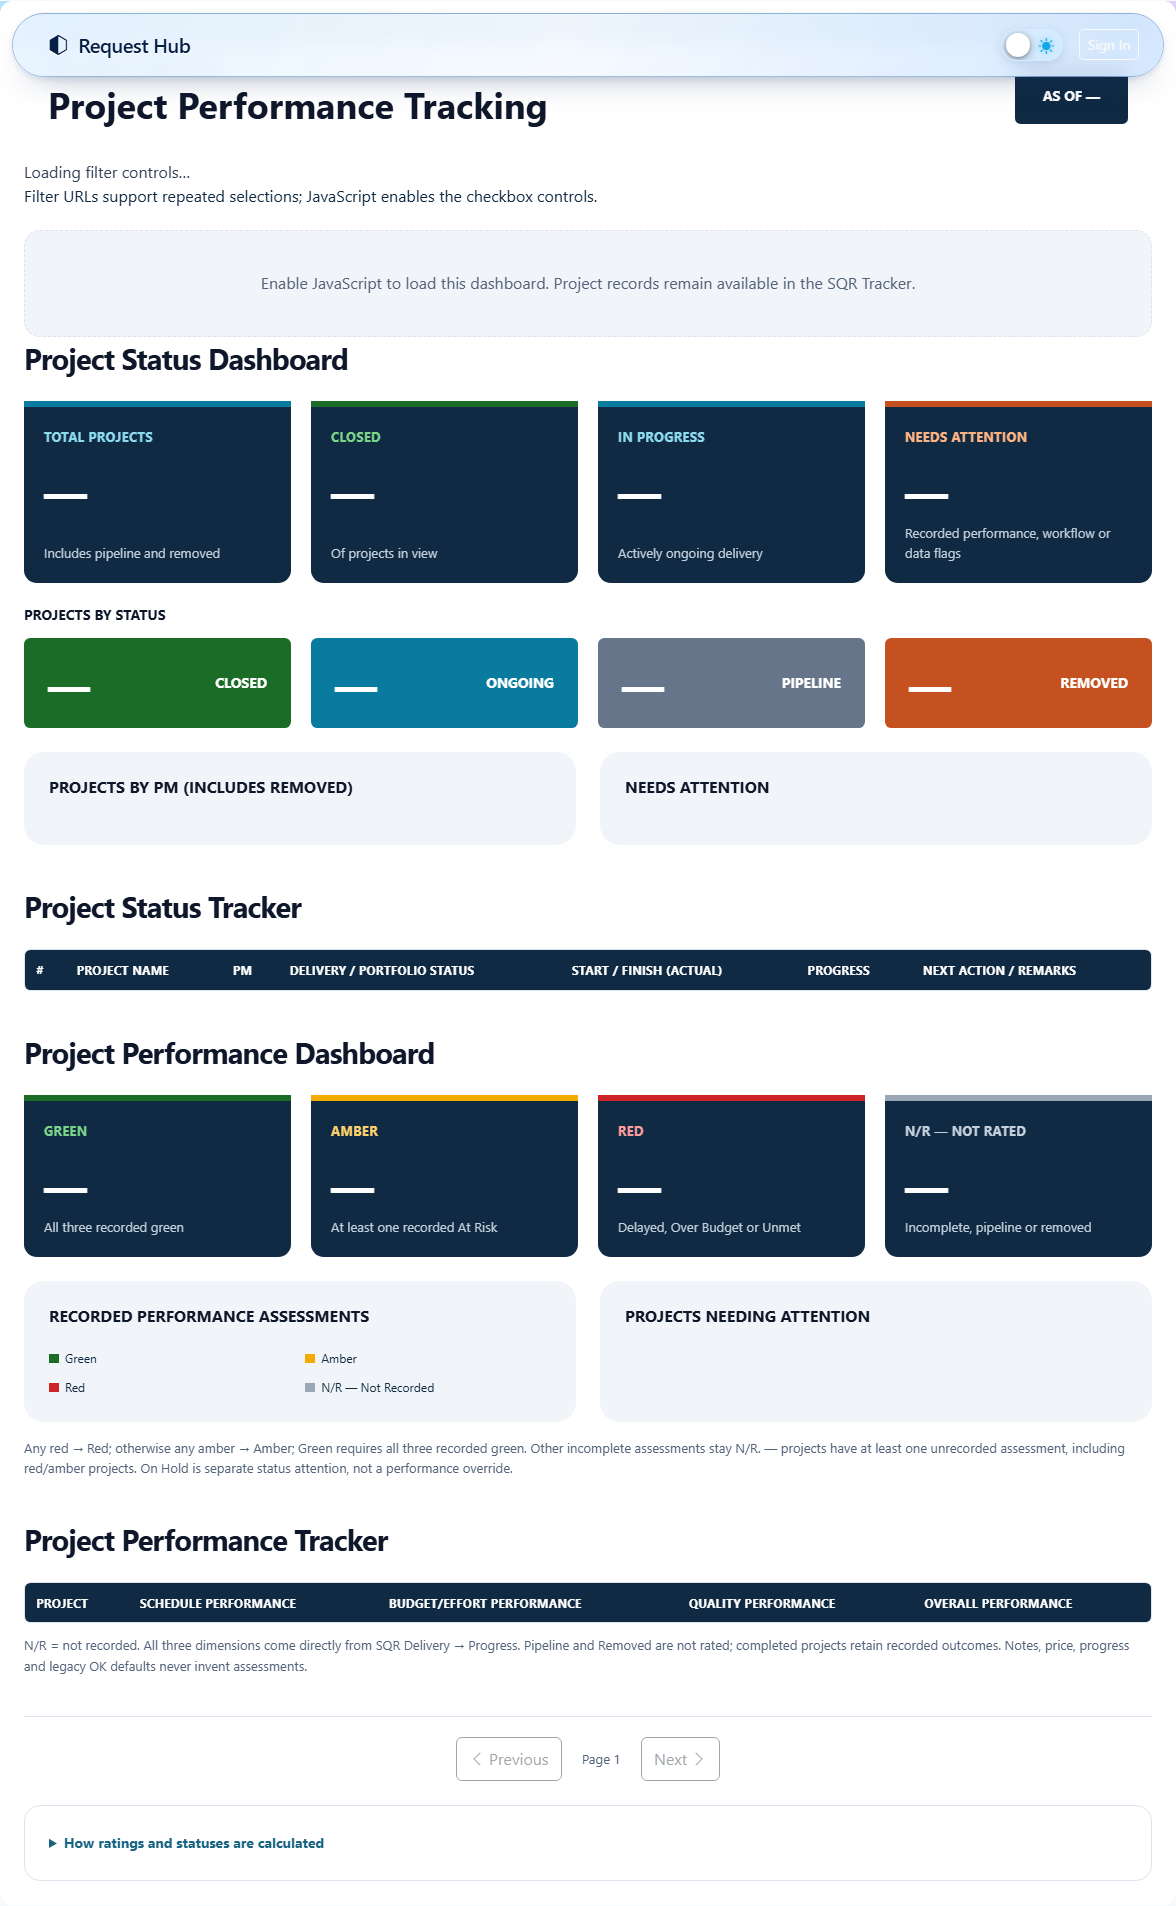 Request Hub
Sign In
Project Performance Tracking
AS OF —
Loading filter controls...
Filter URLs support repeated selections; JavaScript enables the checkbox controls.
Enable JavaScript to load this dashboard. Project records remain available in the SQR Tracker.
Project Status Dashboard
TOTAL PROJECTS
—
Includes pipeline and removed
CLOSED
—
Of projects in view
IN PROGRESS
—
Actively ongoing delivery
NEEDS ATTENTION
—
Recorded performance, workflow or
data flags
PROJECTS BY STATUS
— CLOSED
— ONGOING
— PIPELINE
— REMOVED
PROJECTS BY PM (INCLUDES REMOVED)
NEEDS ATTENTION
Project Status Tracker
# PROJECT NAME PM DELIVERY / PORTFOLIO STATUS START / FINISH (ACTUAL) PROGRESS NEXT ACTION / REMARKS
Project Performance Dashboard
GREEN
—
All three recorded green
AMBER
—
At least one recorded At Risk
RED
—
Delayed, Over Budget or Unmet
N/R — NOT RATED
—
Incomplete, pipeline or removed
RECORDED PERFORMANCE ASSESSMENTS
Green
Amber
Red
N/R — Not Recorded
PROJECTS NEEDING ATTENTION
Any red → Red; otherwise any amber → Amber; Green requires all three recorded green. Other incomplete assessments stay N/R. — projects have at least one unrecorded assessment, including
red/amber projects. On Hold is separate status attention, not a performance override.
Project Performance Tracker
PROJECT SCHEDULE PERFORMANCE BUDGET/EFFORT PERFORMANCE QUALITY PERFORMANCE OVERALL PERFORMANCE
N/R = not recorded. All three dimensions come directly from SQR Delivery → Progress. Pipeline and Removed are not rated; completed projects retain recorded outcomes. Notes, price, progress
and legacy OK defaults never invent assessments.
Previous
Page 1
Next
How ratings and statuses are calculated